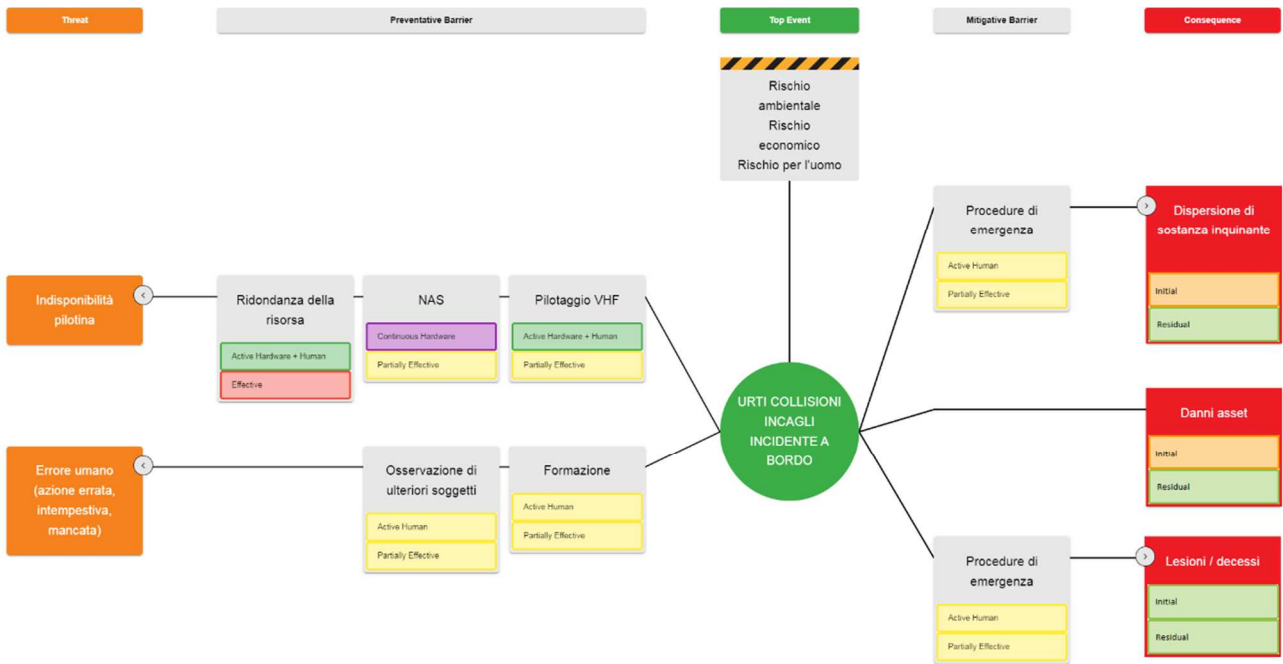 Threat
Preventative Barrier
Top Event
Mitigative Barrier
Consequence
Rischio
ambientale
Rischio
economico
Rischio per l'uomo
Indisponibilità
pilotina
Ridondanza della
risorsa
Active Hardware + Human
Effective
NAS
Continuous Hardware
Partially Effective
Pilotaggio VHF
Active Hardware + Human
Partially Effective
Errore umano
(azione errata,
intempestiva,
mancata)
Osservazione di
ulteriori soggetti
Active Human
Partially Effective
Formazione
Active Human
Partially Effective
URTI COLLISIONI
INCAGLI
INCIDENTE A
BORDO
Procedure di
emergenza
Active Human
Partially Effective
Dispersione di
sostanza inquinante
Initial
Residual
Danni asset
Initial
Residual
Procedure di
emergenza
Active Human
Partially Effective
Lesioni / decessi
Initial
Residual